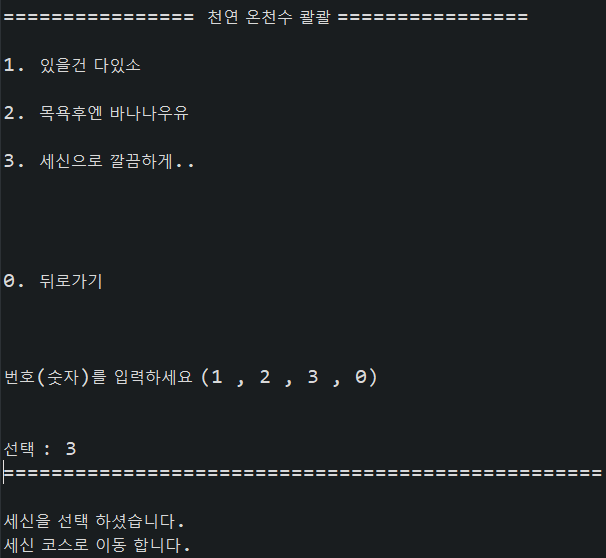 ================ 천연 온천수 콸콸 ================
1. 있을건 다있소
2. 목욕후엔 바나나우유
3. 세신으로 깔끔하게..
0. 뒤로가기
번호(숫자)를 입력하세요 (1 , 2 , 3 , 0)
선택 : 3
==================================================
세신을 선택 하셨습니다.
세신 코스로 이동 합니다.